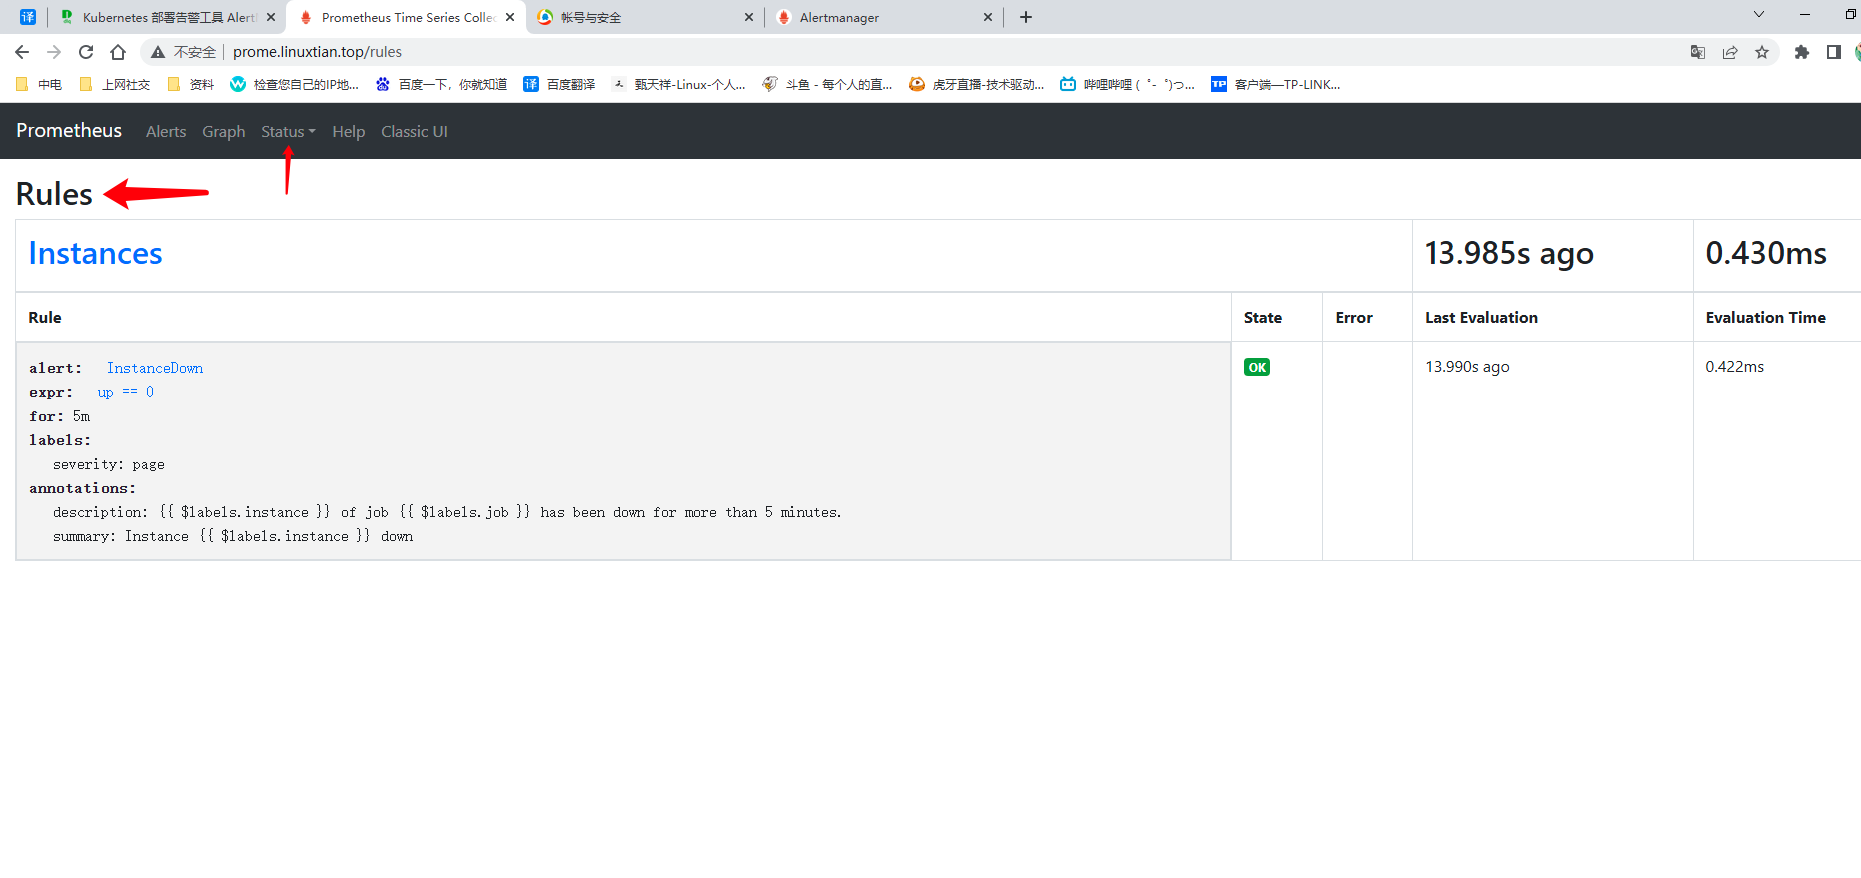 译
Kubernetes 部署告警工具 Alert
Prometheus Time Series Collec
帐号与安全
Alertmanager
不安全 prome.linuxtian.top/rules
中电 上网社交 资料 检查您自己的IP地... 百度一下，你就知道 译 百度翻译 甄天祥-Linux-个人... 斗鱼 - 每个人的直... 虎牙直播-技术驱动... 哔哩哔哩 ( ゜- ゜)つ... TP 客户端—TP-LINK...
Prometheus Alerts Graph Status Help Classic UI
Rules
Instances 13.985s ago 0.430ms
Rule State Error Last Evaluation Evaluation Time
alert: InstanceDown OK 13.990s ago 0.422ms
expr: up == 0
for: 5m
labels:
severity: page
annotations:
description: {{ $labels.instance }} of job {{ $labels.job }} has been down for more than 5 minutes.
summary: Instance {{ $labels.instance }} down